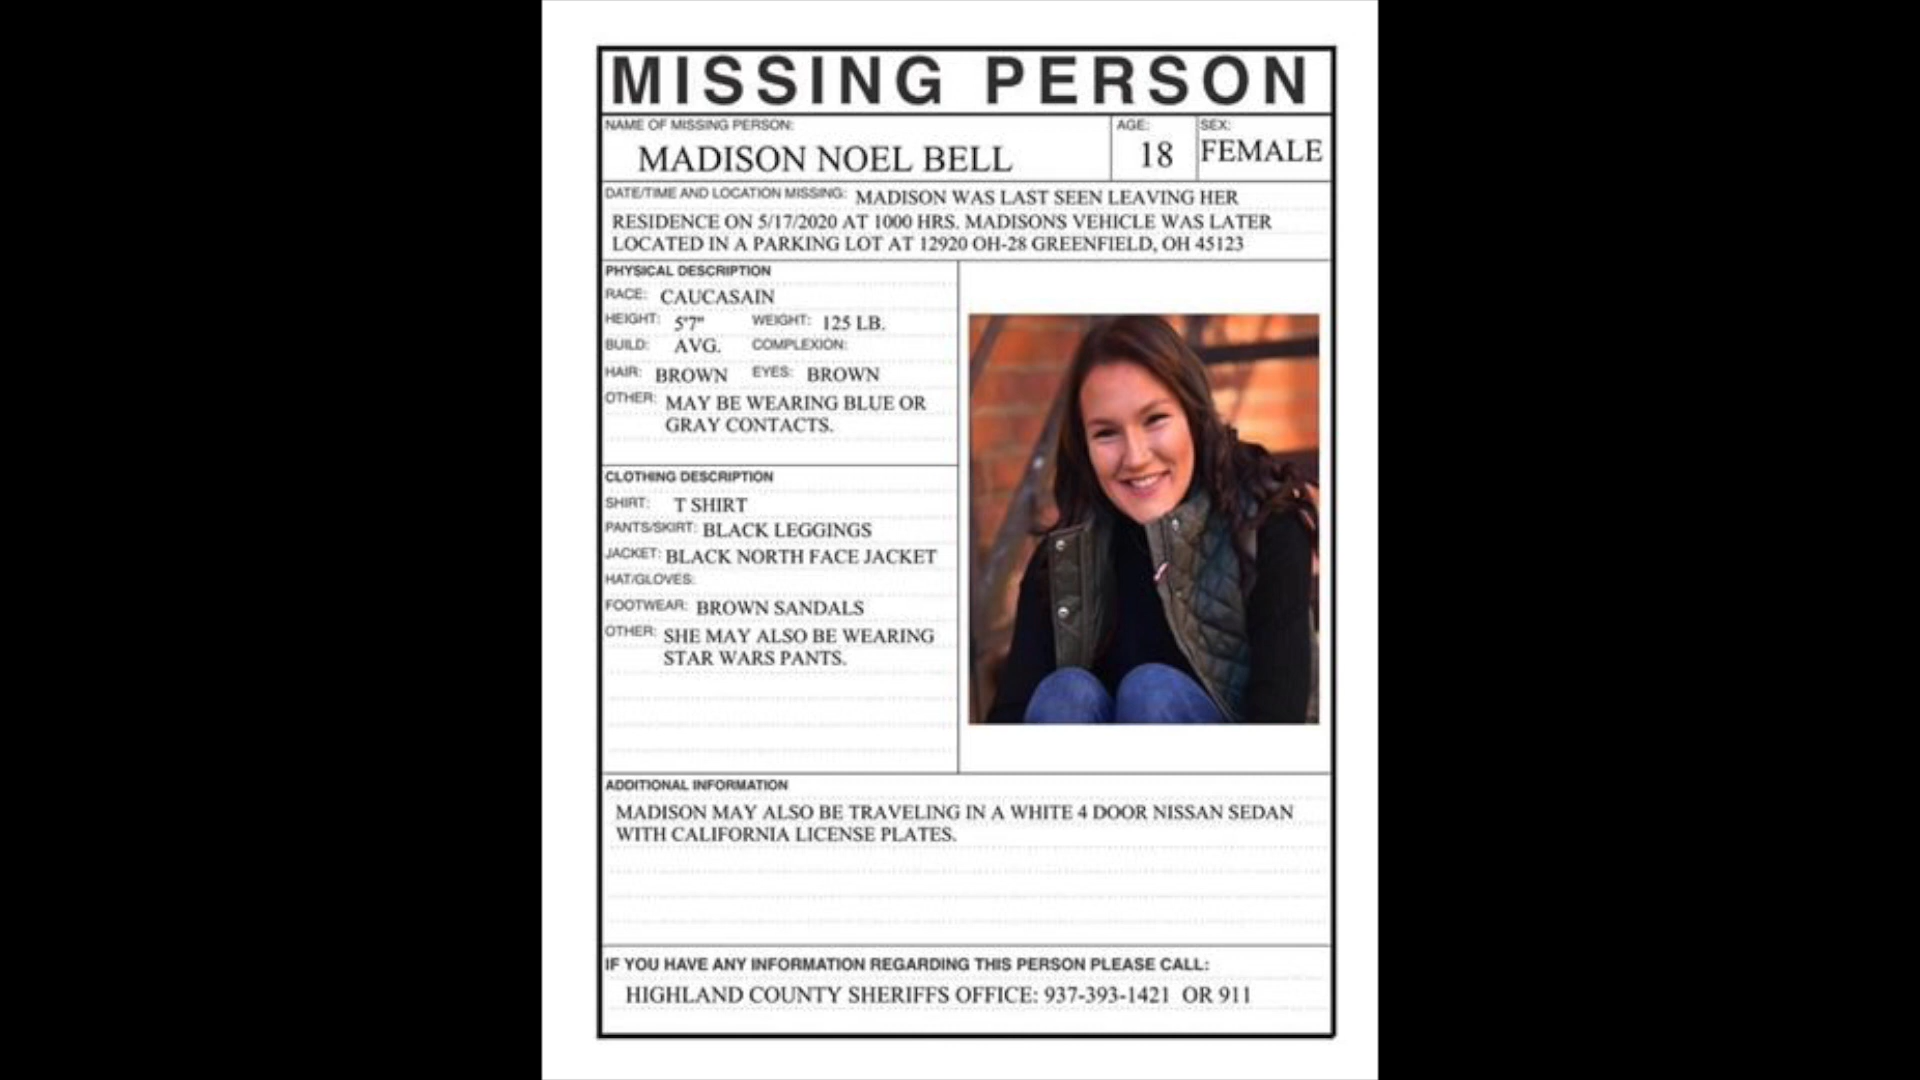 MISSING PERSON
NAME OF MISSING PERSON:
MADISON NOEL BELL
AGE:
18
SEX:
FEMALE
DATE/TIME AND LOCATION MISSING: MADISON WAS LAST SEEN LEAVING HER
RESIDENCE ON 5/17/2020 AT 1000 HRS. MADISONS VEHICLE WAS LATER
LOCATED IN A PARKING LOT AT 12920 OH-28 GREENFIELD, OH 45123
PHYSICAL DESCRIPTION
RACE: CAUCASAIN
HEIGHT: 5'7" WEIGHT: 125 LB.
BUILD: AVG. COMPLEXION:
HAIR: BROWN EYES: BROWN
OTHER: MAY BE WEARING BLUE OR
GRAY CONTACTS.
CLOTHING DESCRIPTION
SHIRT: T SHIRT
PANTS/SKIRT: BLACK LEGGINGS
JACKET: BLACK NORTH FACE JACKET
HAT/GLOVES:
FOOTWEAR: BROWN SANDALS
OTHER: SHE MAY ALSO BE WEARING
STAR WARS PANTS.
ADDITIONAL INFORMATION
MADISON MAY ALSO BE TRAVELING IN A WHITE 4 DOOR NISSAN SEDAN
WITH CALIFORNIA LICENSE PLATES.
IF YOU HAVE ANY INFORMATION REGARDING THIS PERSON PLEASE CALL:
HIGHLAND COUNTY SHERIFFS OFFICE: 937-393-1421 OR 911